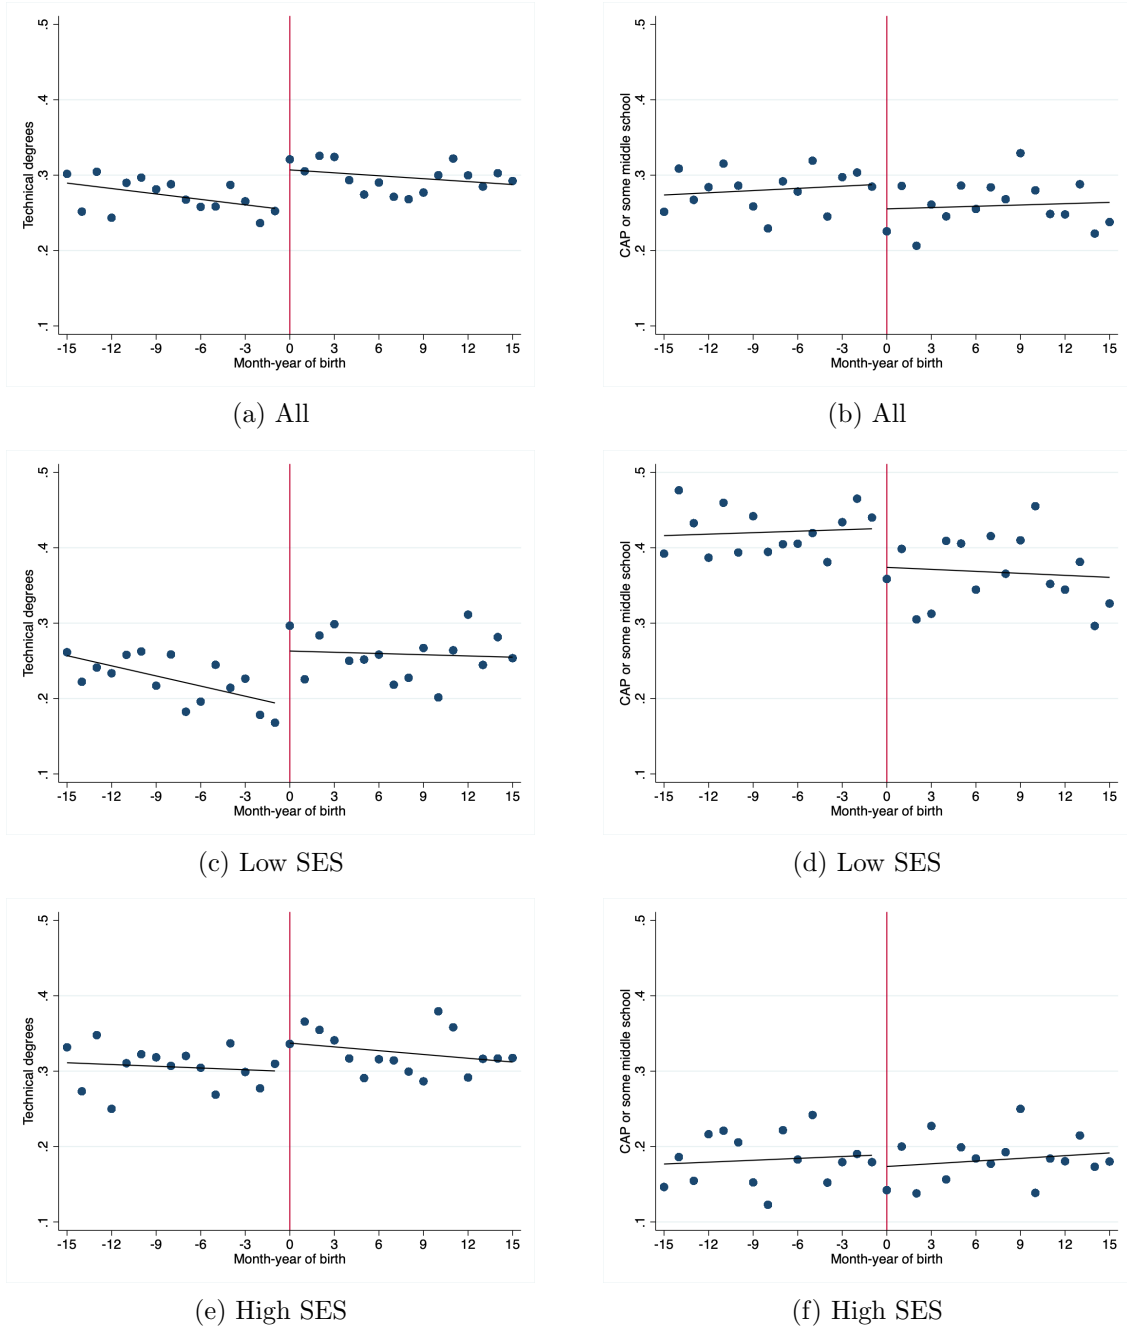 .5
.4
.3
.2
.1
Technical degrees
-15 -12 -9 -6 -3 0 3 6 9 12 15
Month-year of birth
(a) All
.5
.4
.3
.2
.1
CAP or some middle school
-15 -12 -9 -6 -3 0 3 6 9 12 15
Month-year of birth
(b) All
.5
.4
.3
.2
.1
Technical degrees
-15 -12 -9 -6 -3 0 3 6 9 12 15
Month-year of birth
(c) Low SES
.5
.4
.3
.2
.1
CAP or some middle school
-15 -12 -9 -6 -3 0 3 6 9 12 15
Month-year of birth
(d) Low SES
.5
.4
.3
.2
.1
Technical degrees
-15 -12 -9 -6 -3 0 3 6 9 12 15
Month-year of birth
(e) High SES
.5
.4
.3
.2
.1
CAP or some middle school
-15 -12 -9 -6 -3 0 3 6 9 12 15
Month-year of birth
(f) High SES